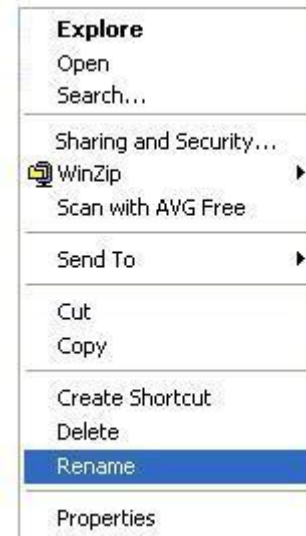 Explore
Open
Search...
Sharing and Security...
WinZip
Scan with AVG Free
Send To
Cut
Copy
Create Shortcut
Delete
Rename
Properties